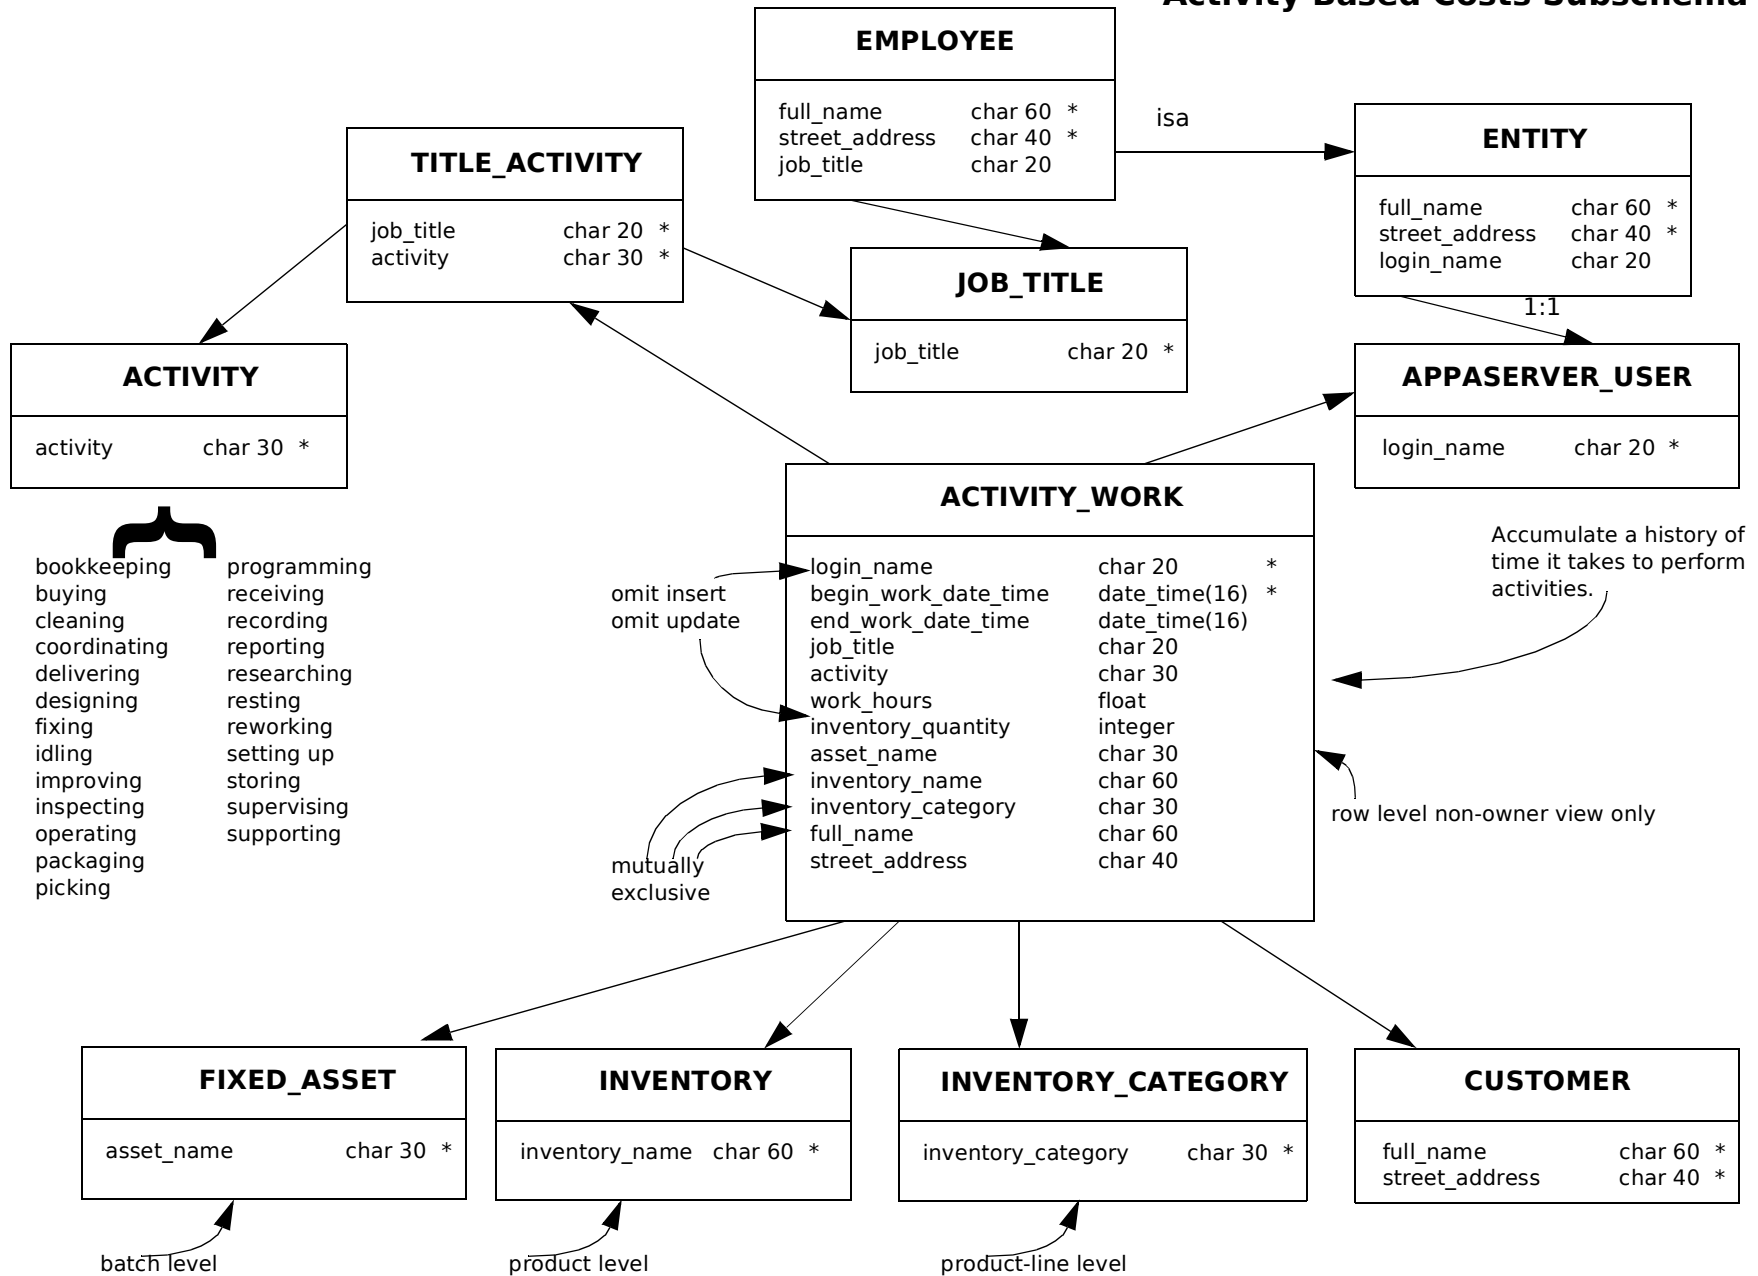 Activity Based Costs Subschema
EMPLOYEE
full_name char 60 *
street_address char 40 *
job_title char 20
isa
ENTITY
full_name char 60 *
street_address char 40 *
login_name char 20
1:1
TITLE_ACTIVITY
job_title char 20 *
activity char 30 *
JOB_TITLE
job_title char 20 *
ACTIVITY
activity char 30 *
APPASERVER_USER
login_name char 20 *
}
bookkeeping
buying
cleaning
coordinating
delivering
designing
fixing
idling
improving
inspecting
operating
packaging
picking
programming
receiving
recording
reporting
researching
resting
reworking
setting up
storing
supervising
supporting
omit insert
omit update
mutually
exclusive
ACTIVITY_WORK
login_name char 20 *
begin_work_date_time date_time(16) *
end_work_date_time date_time(16)
job_title char 20
activity char 30
work_hours float
inventory_quantity integer
asset_name char 30
inventory_name char 60
inventory_category char 30
full_name char 60
street_address char 40
Accumulate a history of
time it takes to perform
activities.
row level non-owner view only
FIXED_ASSET
asset_name char 30 *
batch level
INVENTORY
inventory_name char 60 *
product level
INVENTORY_CATEGORY
inventory_category char 30 *
product-line level
CUSTOMER
full_name char 60 *
street_address char 40 *